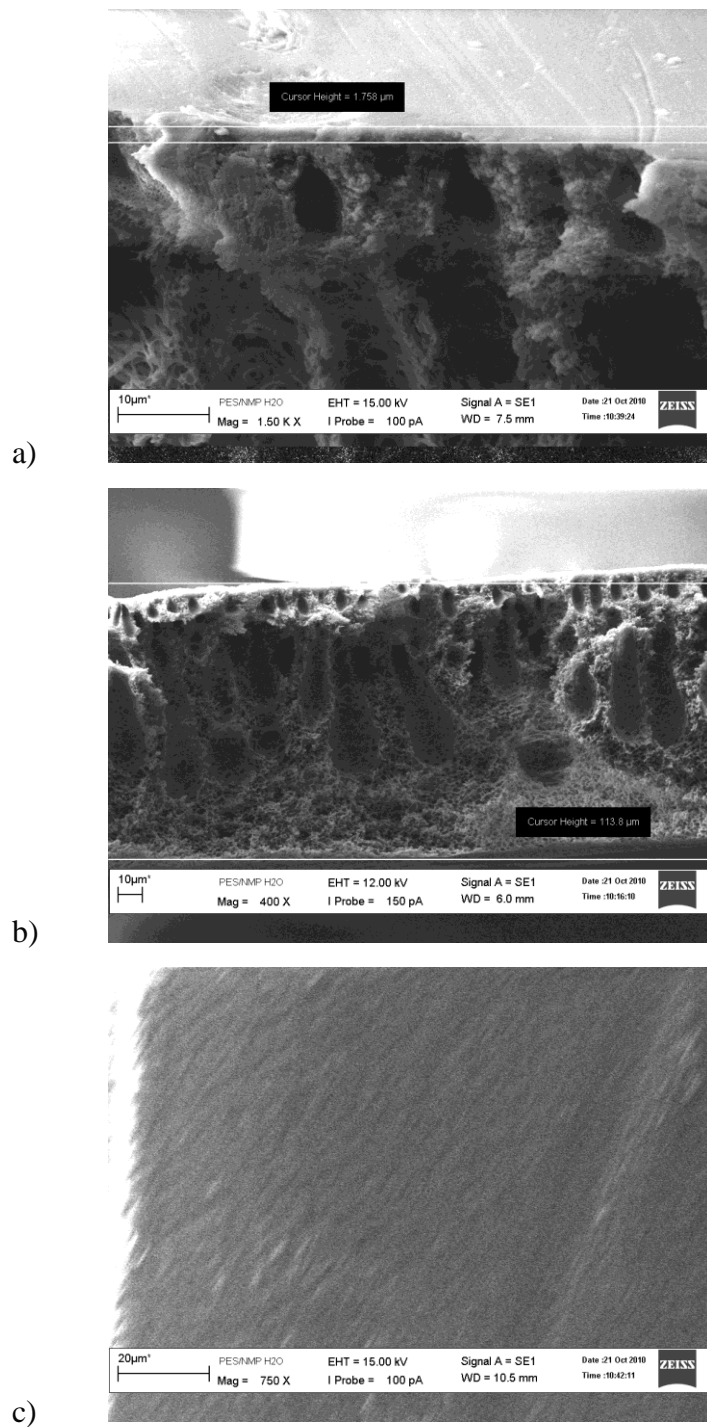 Cursor Height = 1.758 µm
10µm* PES/NMP H2O EHT = 15.00 kV Signal A = SE1 Date :21 Oct 2010 ZEISS
Mag = 1.50 K X I Probe = 100 pA WD = 7.5 mm Time :10:39:24
a)
Cursor Height = 113.8 µm
10µm* PES/NMP H2O EHT = 12.00 kV Signal A = SE1 Date :21 Oct 2010 ZEISS
Mag = 400 X I Probe = 150 pA WD = 6.0 mm Time :10:16:10
b)
20µm* PES/NMP H2O EHT = 15.00 kV Signal A = SE1 Date :21 Oct 2010 ZEISS
Mag = 750 X I Probe = 100 pA WD = 10.5 mm Time :10:42:11
c)